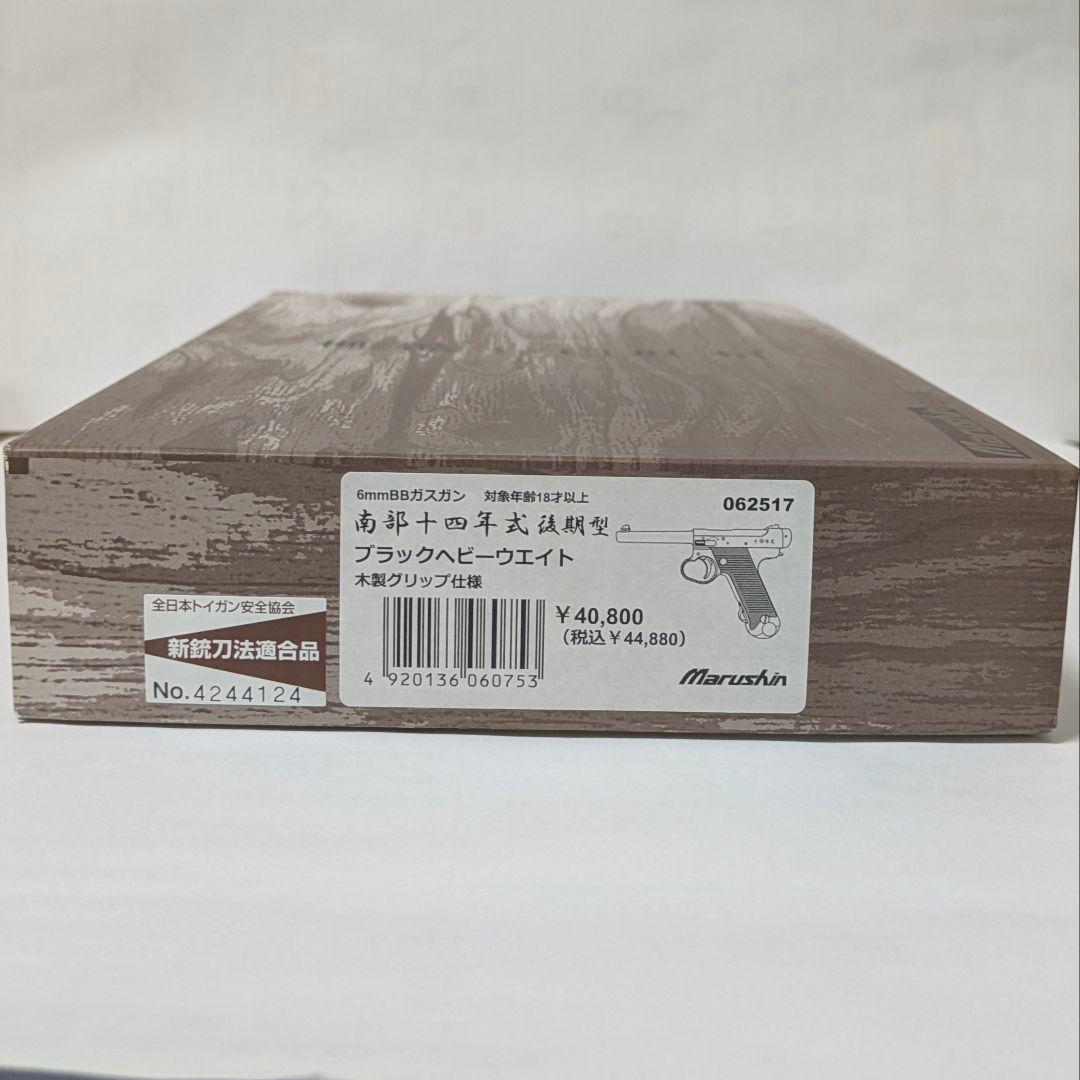 6mmBBガスガン　対象年齢18才以上
062517
南部十四年式 後期型
ブラックヘビーウエイト
木製グリップ仕様
￥40,800
（税込￥44,880）
4 920136 060753
Marushin
全日本トイガン安全協会
新銃刀法適合品
No.4244124